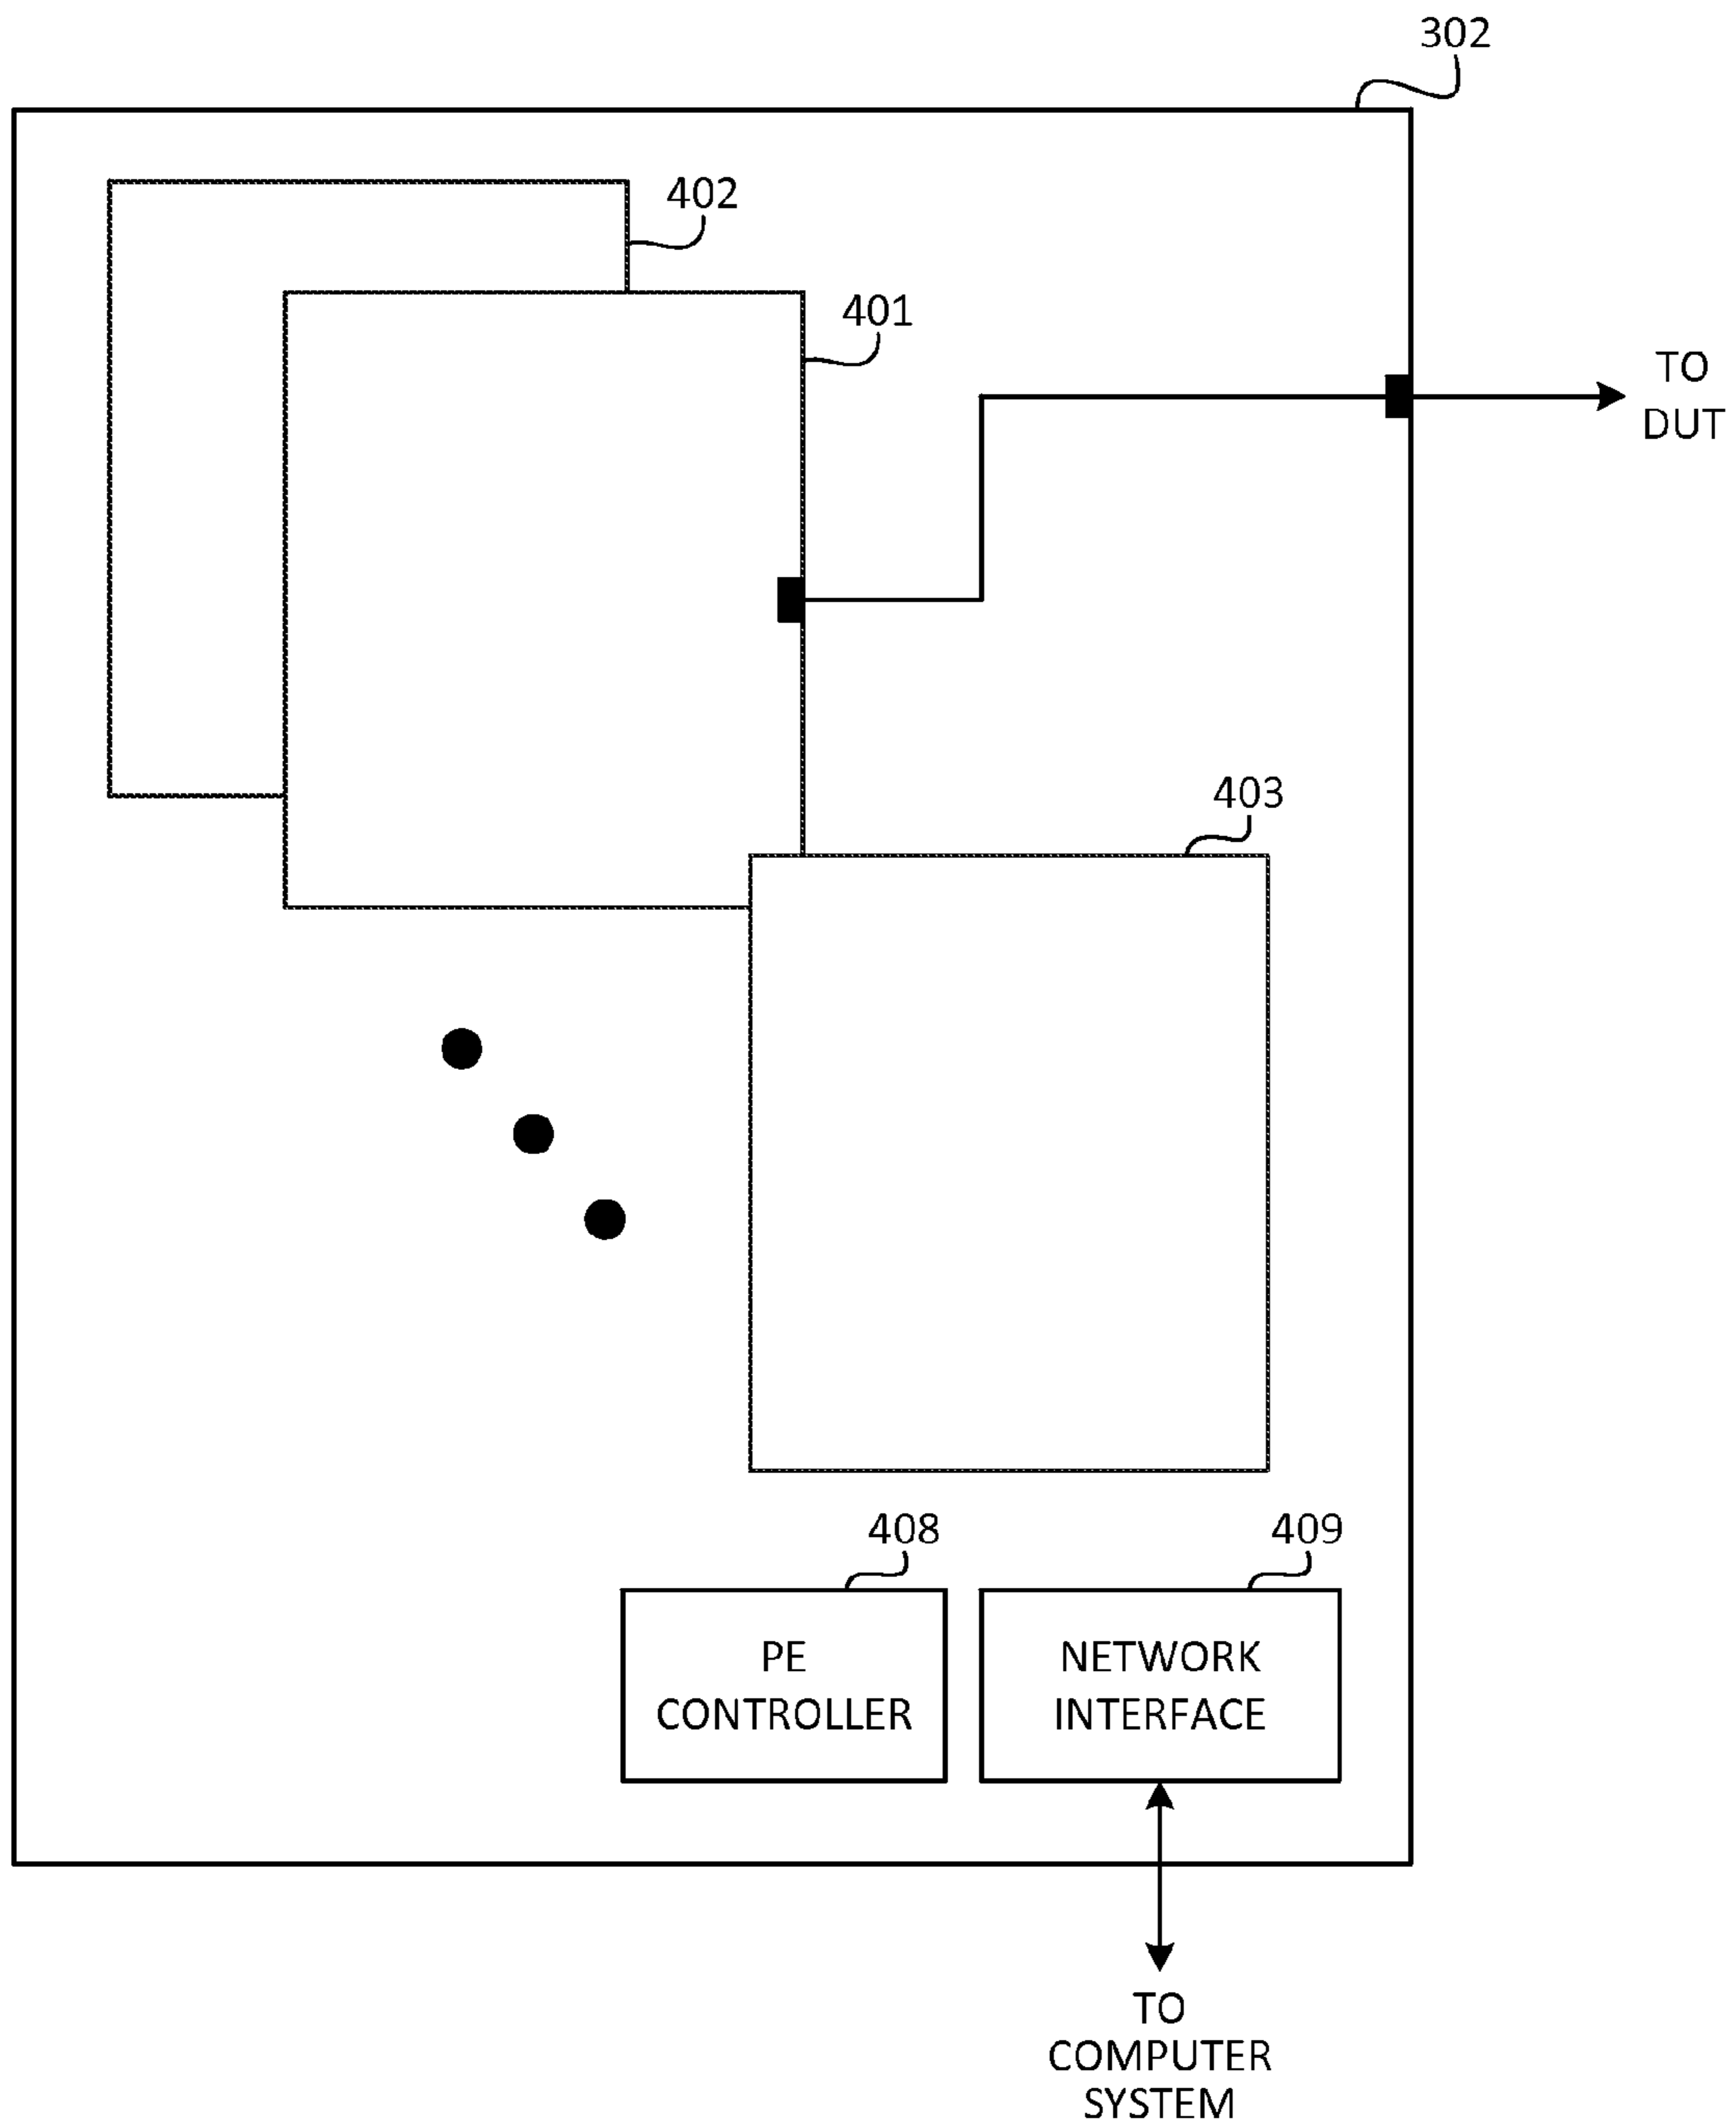 302
402
401
TO
DUT
403
408
409
PE
CONTROLLER
NETWORK
INTERFACE
TO
COMPUTER
SYSTEM